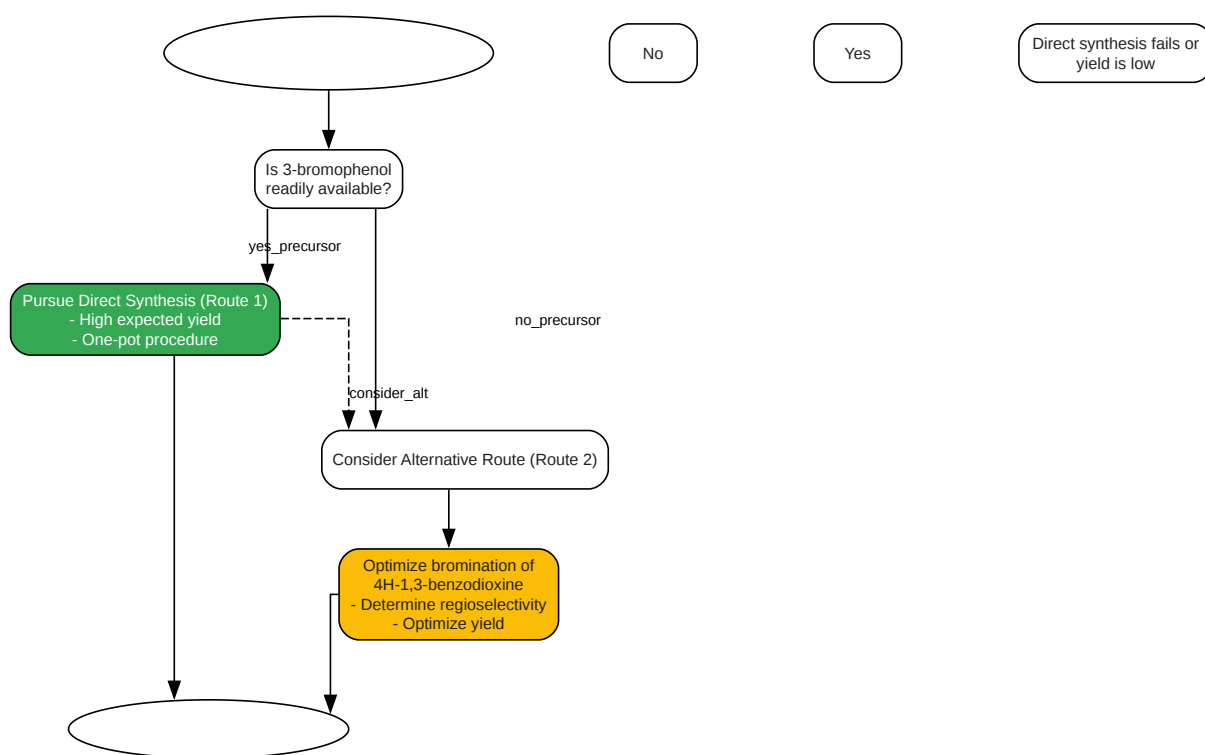 No
Yes
Direct synthesis fails or
yield is low
Is 3-bromophenol
readily available?
yes_precursor
Pursue Direct Synthesis (Route 1)
- High expected yield
- One-pot procedure
no_precursor
consider_alt
Consider Alternative Route (Route 2)
Optimize bromination of
4H-1,3-benzodioxine
- Determine regioselectivity
- Optimize yield